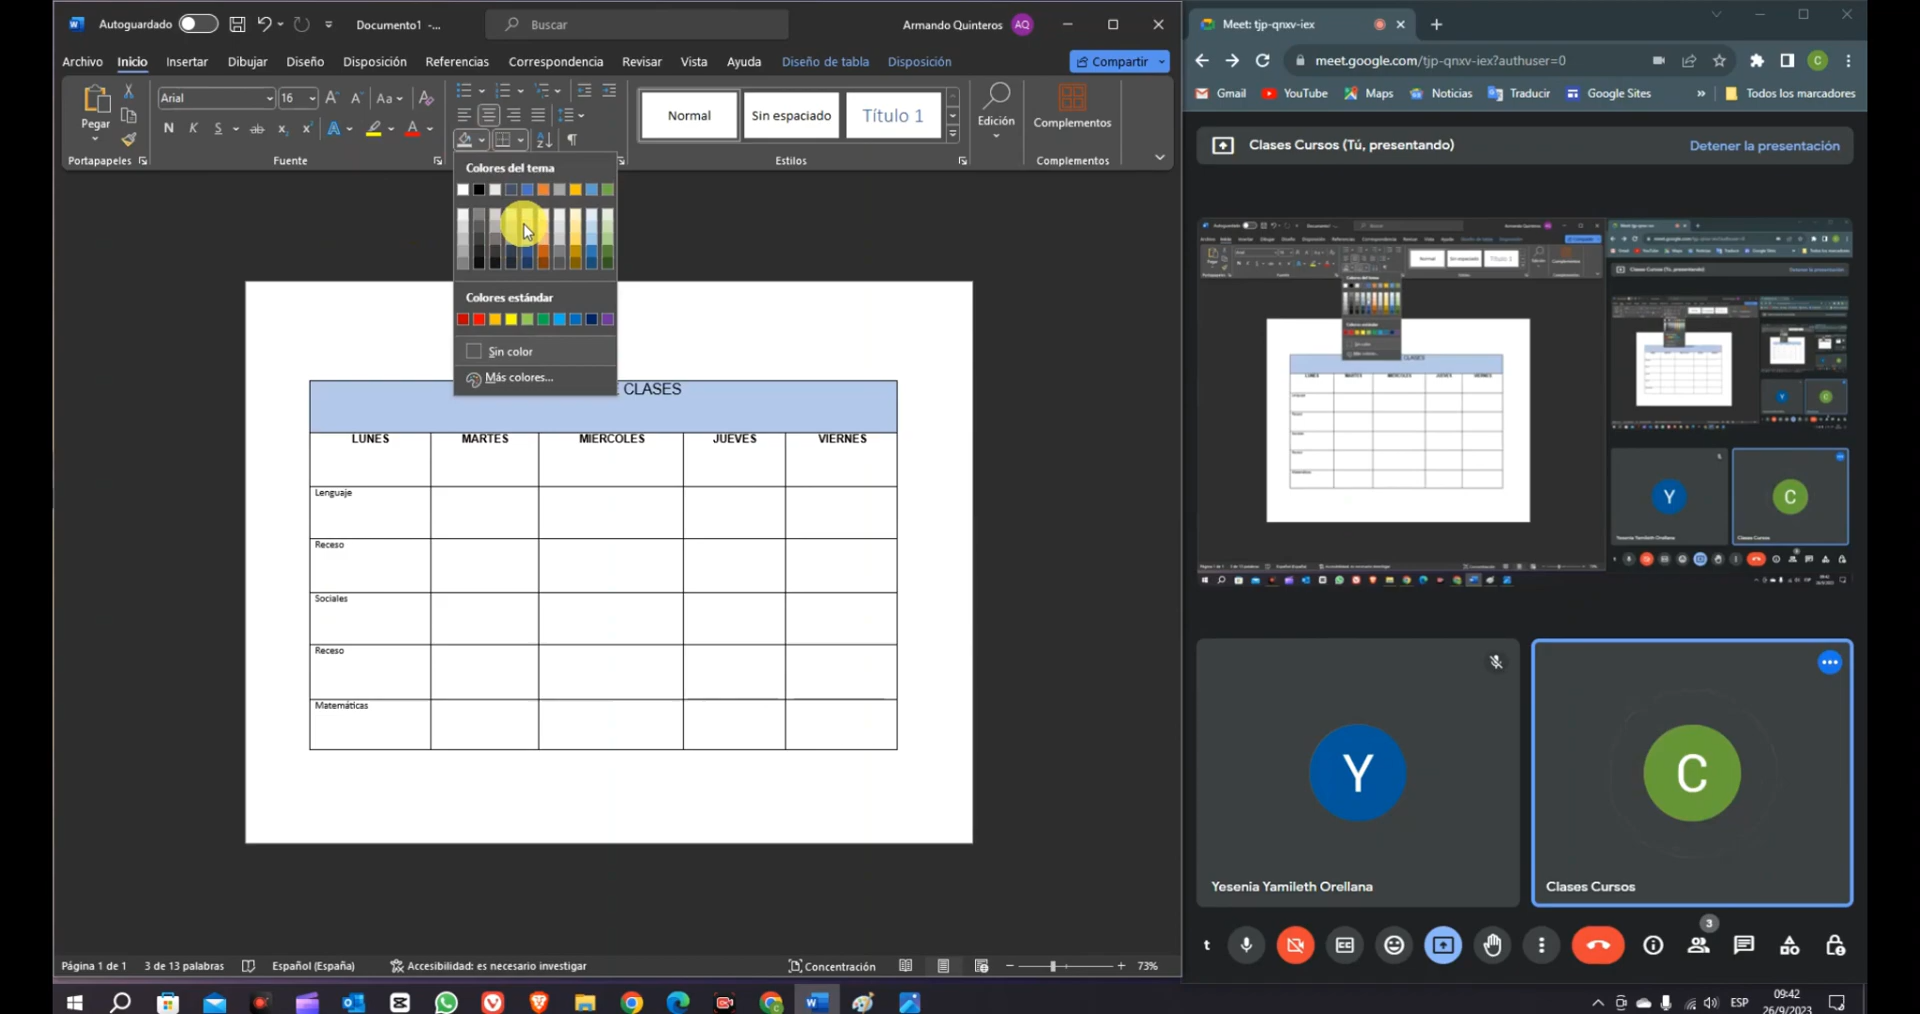 Autoguardado
Documento1 -...
Buscar
Armando Quinteros
AQ
Archivo Inicio Insertar Dibujar Diseño Disposición Referencias Correspondencia Revisar Vista Ayuda Diseño de tabla Disposición
Compartir
Pegar
Portapapeles
Arial 16
Fuente
Normal Sin espaciado Título 1
Estilos
Edición
Complementos
Complementos
Colores del tema
Colores estándar
Sin color
Más colores...
CLASES
LUNES MARTES MIERCOLES JUEVES VIERNES
Lenguaje
Receso
Sociales
Receso
Matemáticas
Página 1 de 1 3 de 13 palabras Español (España) Accesibilidad: es necesario investigar Concentración 73%
Meet: tjp-qnxv-iex
meet.google.com/tjp-qnxv-iex?authuser=0
C
Gmail YouTube Maps Noticias Traducir Google Sites » Todos los marcadores
Clases Cursos (Tú, presentando)
Detener la presentación
Y
Yesenia Yamileth Orellana
C
Clases Cursos
3
ESP
09:42
26/9/2023